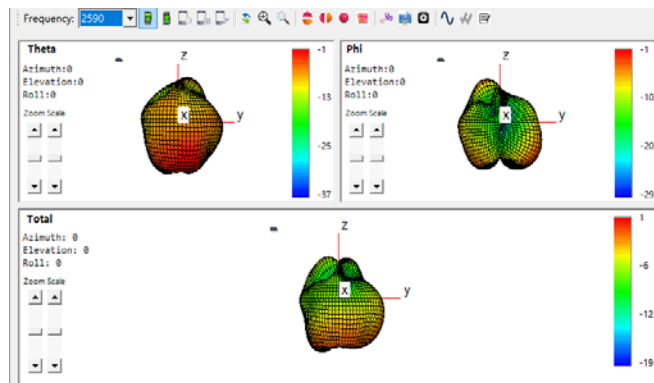 Frequency: 2590
Theta
Azimuth:0
Elevation:0
Roll:0
Zoom Scale
z
y
x
-1
-13
-25
-37
Phi
Azimuth:0
Elevation:0
Roll:0
Zoom Scale
z
y
x
-1
-10
-20
-29
Total
Azimuth: 0
Elevation: 0
Roll: 0
Zoom Scale
z
y
x
1
-6
-12
-19